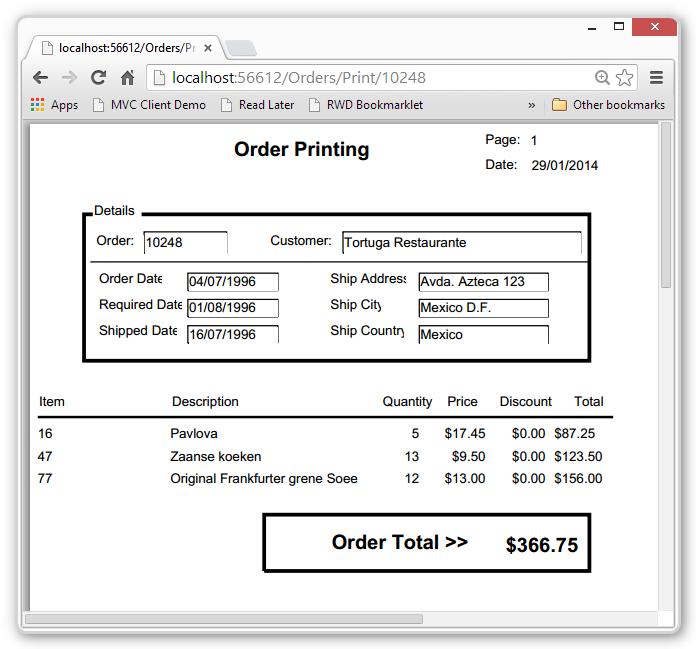 localhost:56612/Orders/Pr
localhost:56612/Orders/Print/10248
Apps MVC Client Demo Read Later RWD Bookmarklet » Other bookmarks
Order Printing
Page: 1
Date: 29/01/2014
Details
Order: 10248 Customer: Tortuga Restaurante
Order Date 04/07/1996 Ship Address Avda. Azteca 123
Required Date 01/08/1996 Ship City Mexico D.F.
Shipped Date 16/07/1996 Ship Country Mexico
Item Description Quantity Price Discount Total
16 Pavlova 5 $17.45 $0.00 $87.25
47 Zaanse koeken 13 $9.50 $0.00 $123.50
77 Original Frankfurter grene Soee 12 $13.00 $0.00 $156.00
Order Total >> $366.75